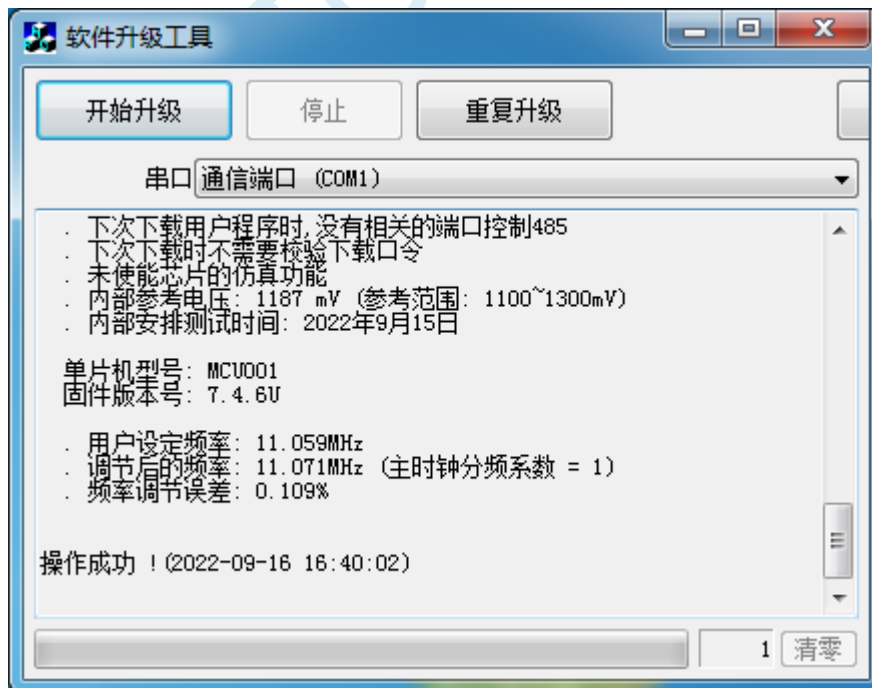 软件升级工具
开始升级
停止
重复升级
串口
通信端口 (COM1)
. 下次下载用户程序时,没有相关的端口控制485
. 下次下载时不需要校验下载口令
. 未使能芯片的仿真功能
. 内部参考电压: 1187 mV (参考范围: 1100~1300mV)
. 内部安排测试时间: 2022年9月15日
单片机型号: MCU001
固件版本号: 7.4.6U
. 用户设定频率: 11.059MHz
. 调节后的频率: 11.071MHz (主时钟分频系数 = 1)
. 频率调节误差: 0.109%
操作成功 !(2022-09-16 16:40:02)
1
清零